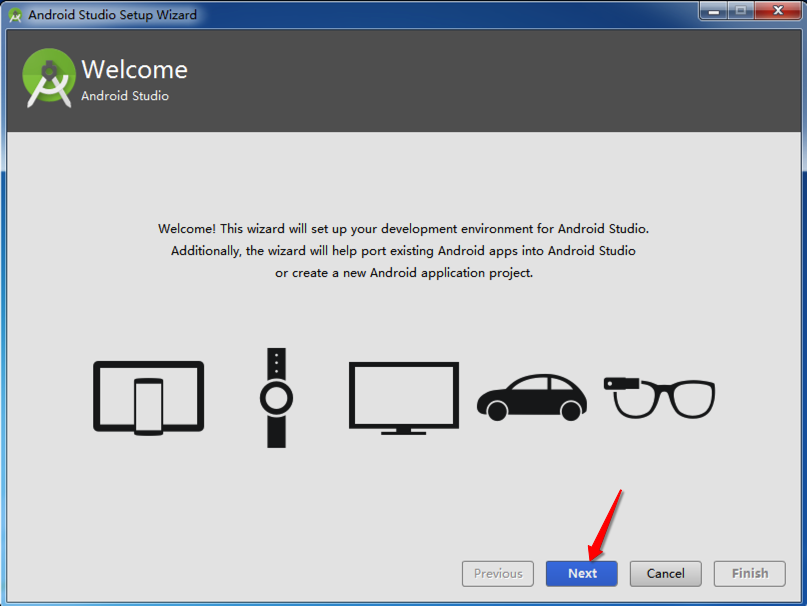 Android Studio Setup Wizard
Welcome
Android Studio
Welcome! This wizard will set up your development environment for Android Studio.
Additionally, the wizard will help port existing Android apps into Android Studio
or create a new Android application project.
Previous Next Cancel Finish